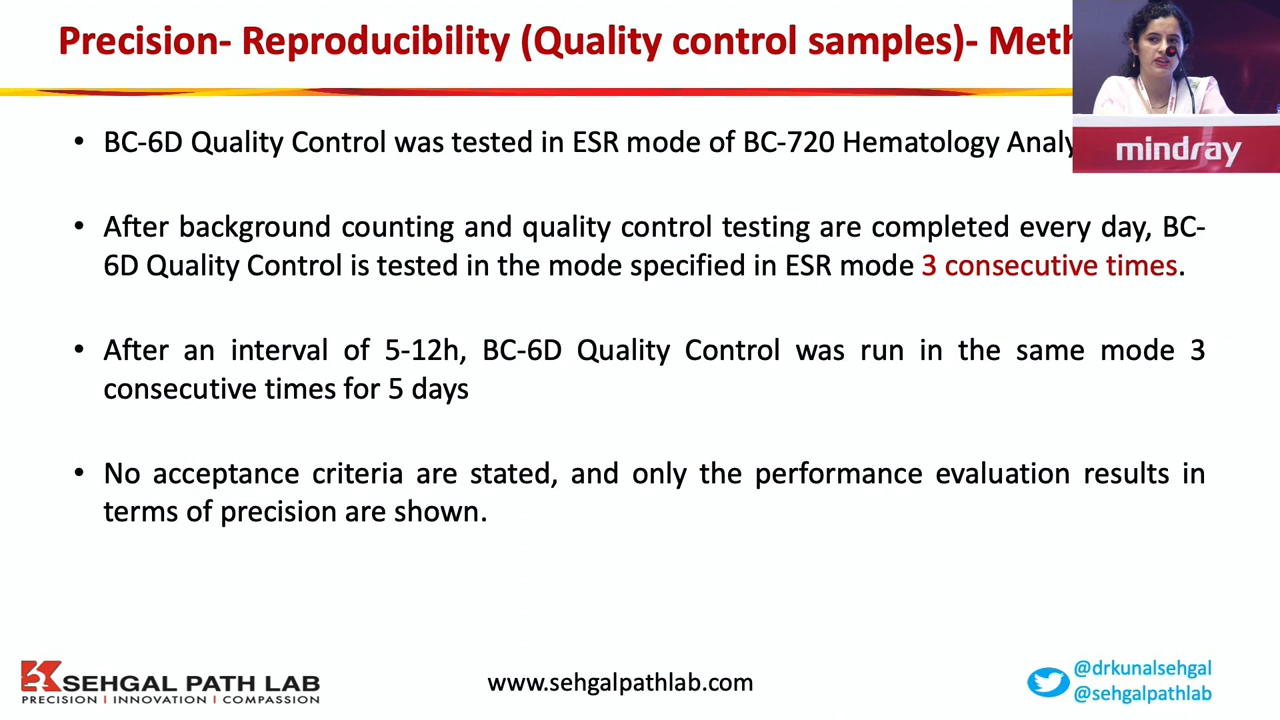 Precision- Reproducibility (Quality control samples)- Meth
mindray
• BC-6D Quality Control was tested in ESR mode of BC-720 Hematology Analy
• After background counting and quality control testing are completed every day, BC-
6D Quality Control is tested in the mode specified in ESR mode 3 consecutive times.
• After an interval of 5-12h, BC-6D Quality Control was run in the same mode 3
consecutive times for 5 days
• No acceptance criteria are stated, and only the performance evaluation results in
terms of precision are shown.
SEHGAL PATH LAB
PRECISION I INNOVATION I COMPASSION
www.sehgalpathlab.com
@drkunalsehgal
@sehgalpathlab